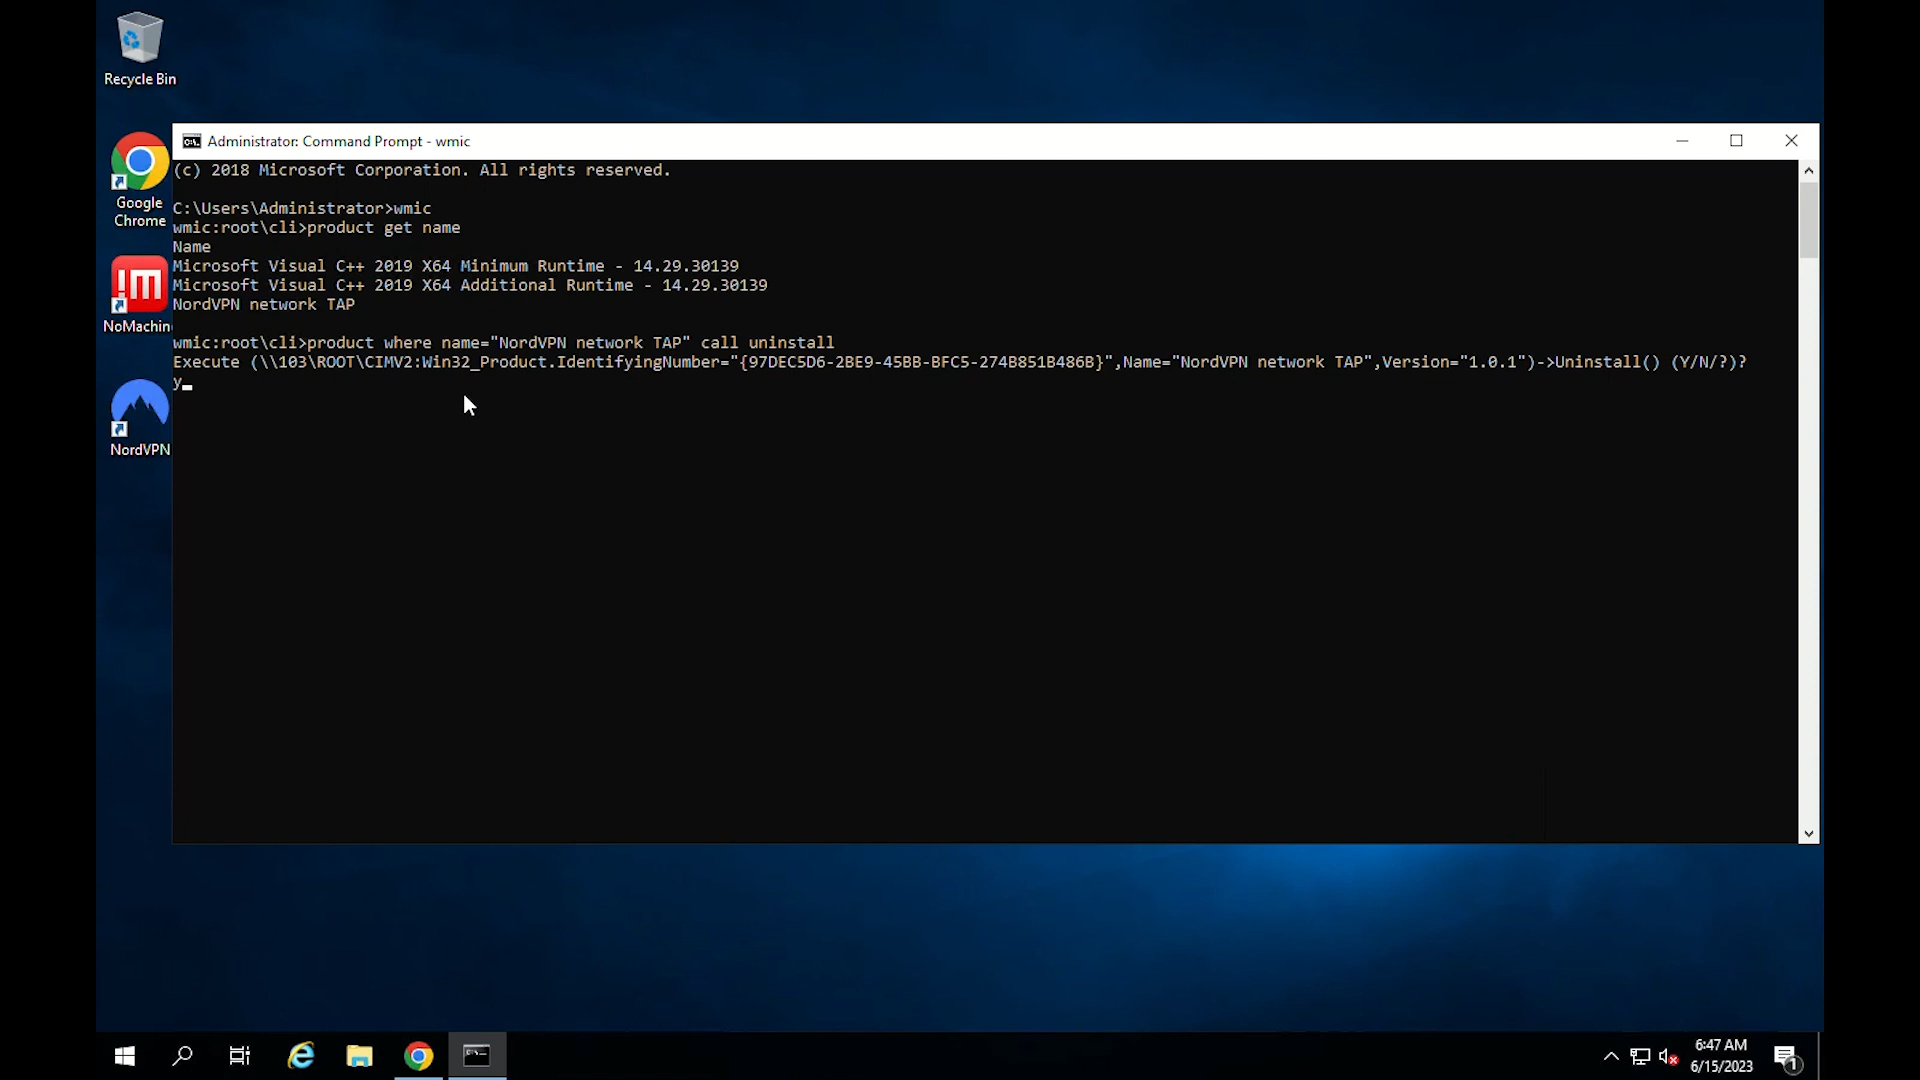 Recycle Bin
Google
Chrome
NoMachin
NordVPN
Administrator: Command Prompt - wmic
(c) 2018 Microsoft Corporation. All rights reserved.
C:\Users\Administrator>wmic
wmic:root\cli>product get name
Name
Microsoft Visual C++ 2019 X64 Minimum Runtime - 14.29.30139
Microsoft Visual C++ 2019 X64 Additional Runtime - 14.29.30139
NordVPN network TAP
wmic:root\cli>product where name="NordVPN network TAP" call uninstall
Execute (\\103\ROOT\CIMV2:Win32_Product.IdentifyingNumber="{97DEC5D6-2BE9-45BB-BFC5-274B851B486B}",Name="NordVPN network TAP",Version="1.0.1")->Uninstall() (Y/N/?)?
y
6:47 AM
6/15/2023
1